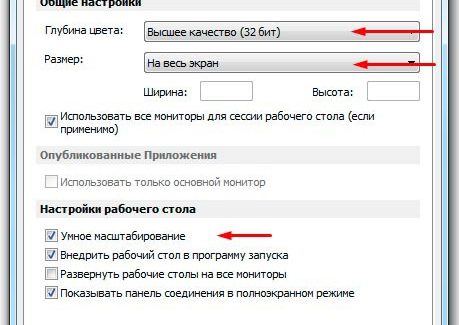 Общие настройки
Глубина цвета: Высшее качество (32 бит)
Размер: На весь экран
Ширина: Высота:
Использовать все мониторы для сессии рабочего стола (если
применимо)
Опубликованные Приложения
Использовать только основной монитор
Настройки рабочего стола
Умное масштабирование
Внедрить рабочий стол в программу запуска
Развернуть рабочие столы на все мониторы
Показывать панель соединения в полноэкранном режиме